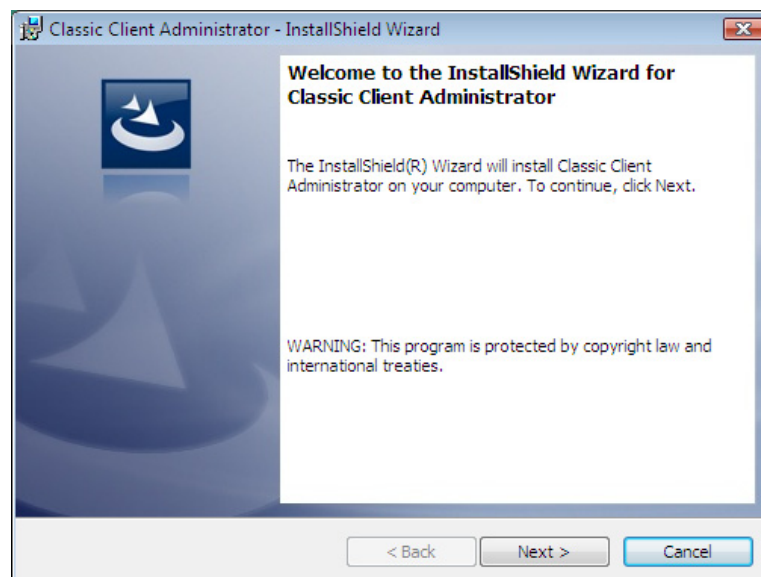 Classic Client Administrator - InstallShield Wizard
Welcome to the InstallShield Wizard for
Classic Client Administrator
The InstallShield(R) Wizard will install Classic Client
Administrator on your computer. To continue, click Next.
WARNING: This program is protected by copyright law and
international treaties.
< Back
Next >
Cancel